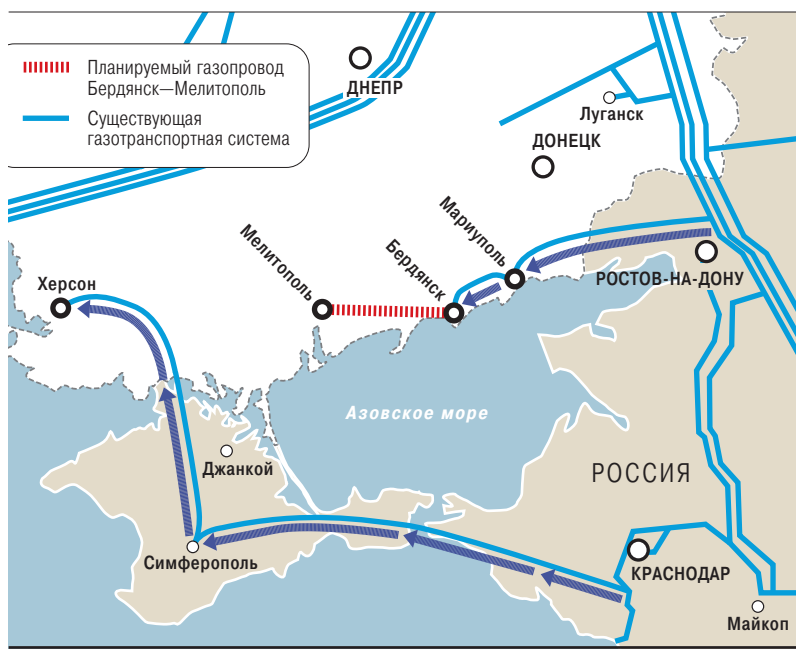 Планируемый газопровод
Бердянск—Мелитополь
Существующая
газотранспортная система
ДНЕПР
Луганск
ДОНЕЦК
Мариуполь
Бердянск
Мелитополь
Херсон
РОСТОВ-НА-ДОНУ
Азовское море
Джанкой
РОССИЯ
Симферополь
КРАСНОДАР
Майкоп